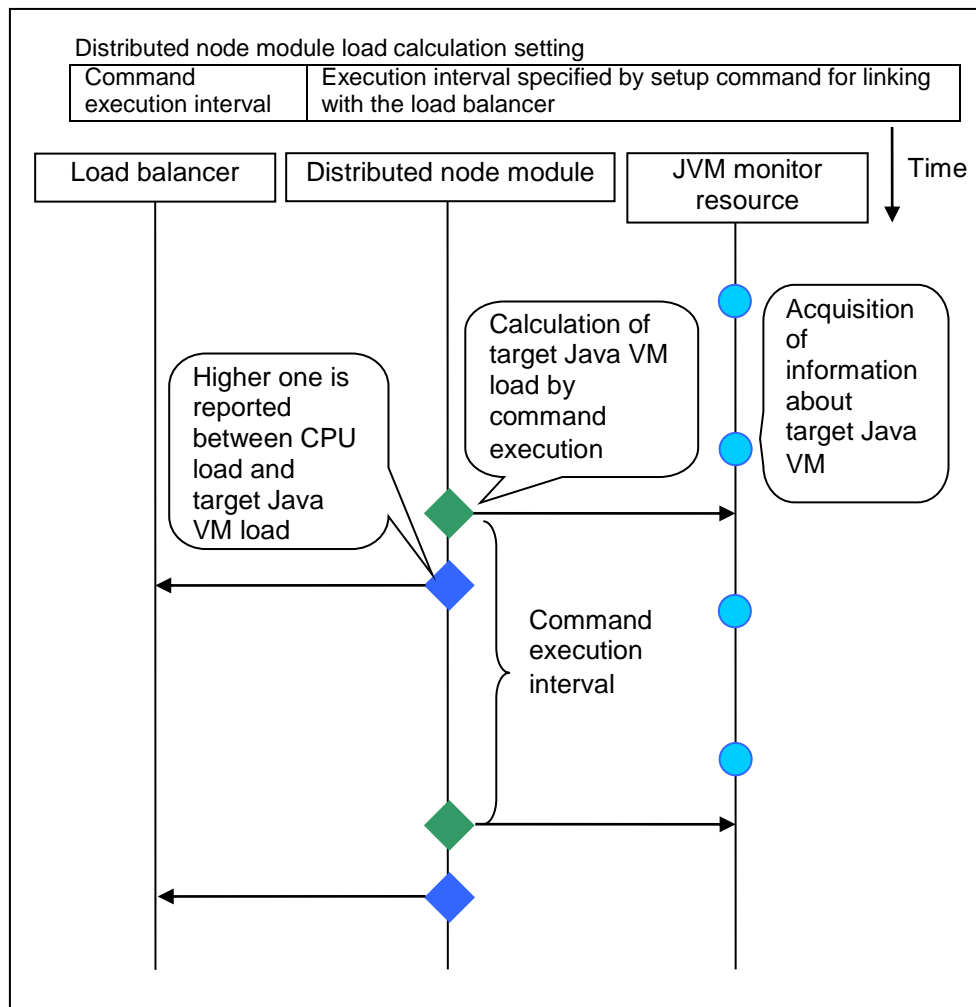 Distributed node module load calculation setting
Command
execution interval
Execution interval specified by setup command for linking
with the load balancer
Load balancer
Distributed node module
JVM monitor
resource
Time
Acquisition
of
information
about
target Java
VM
Calculation of
target Java VM
load by
command
execution
Higher one is
reported
between CPU
load and
target Java
VM load
Command
execution
interval